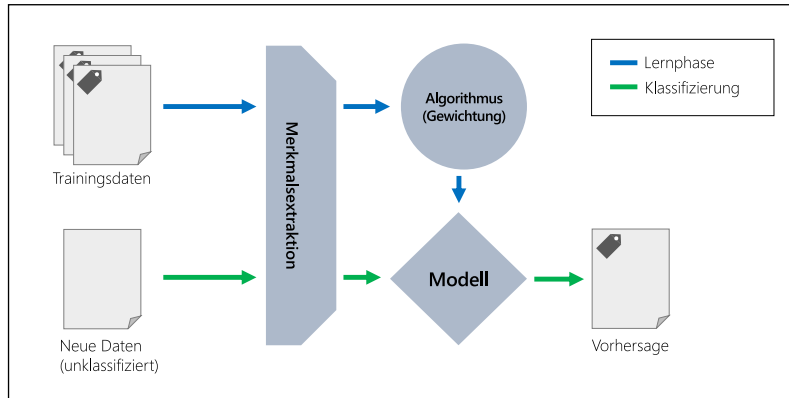 Trainingsdaten
Merkmalsextraktion
Algorithmus
(Gewichtung)
Lernphase
Klassifizierung
Neue Daten
(unklassifiziert)
Modell
Vorhersage